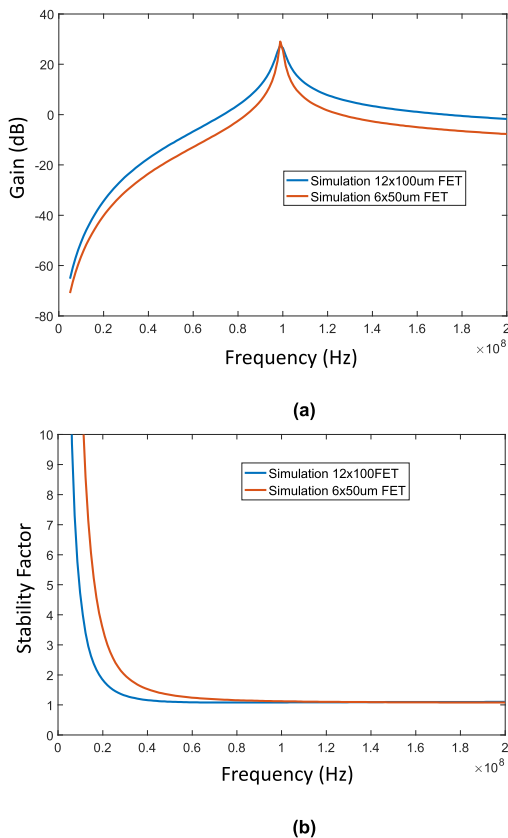 40
20
0
-20
-40
-60
-80
Gain (dB)
Simulation 12x100um FET
Simulation 6x50um FET
0 0.2 0.4 0.6 0.8 1 1.2 1.4 1.6 1.8 2
×10^8
Frequency (Hz)
(a)
10
9
8
7
6
5
4
3
2
1
0
Stability Factor
Simulation 12x100FET
Simulation 6x50um FET
0 0.2 0.4 0.6 0.8 1 1.2 1.4 1.6 1.8 2
×10^8
Frequency (Hz)
(b)